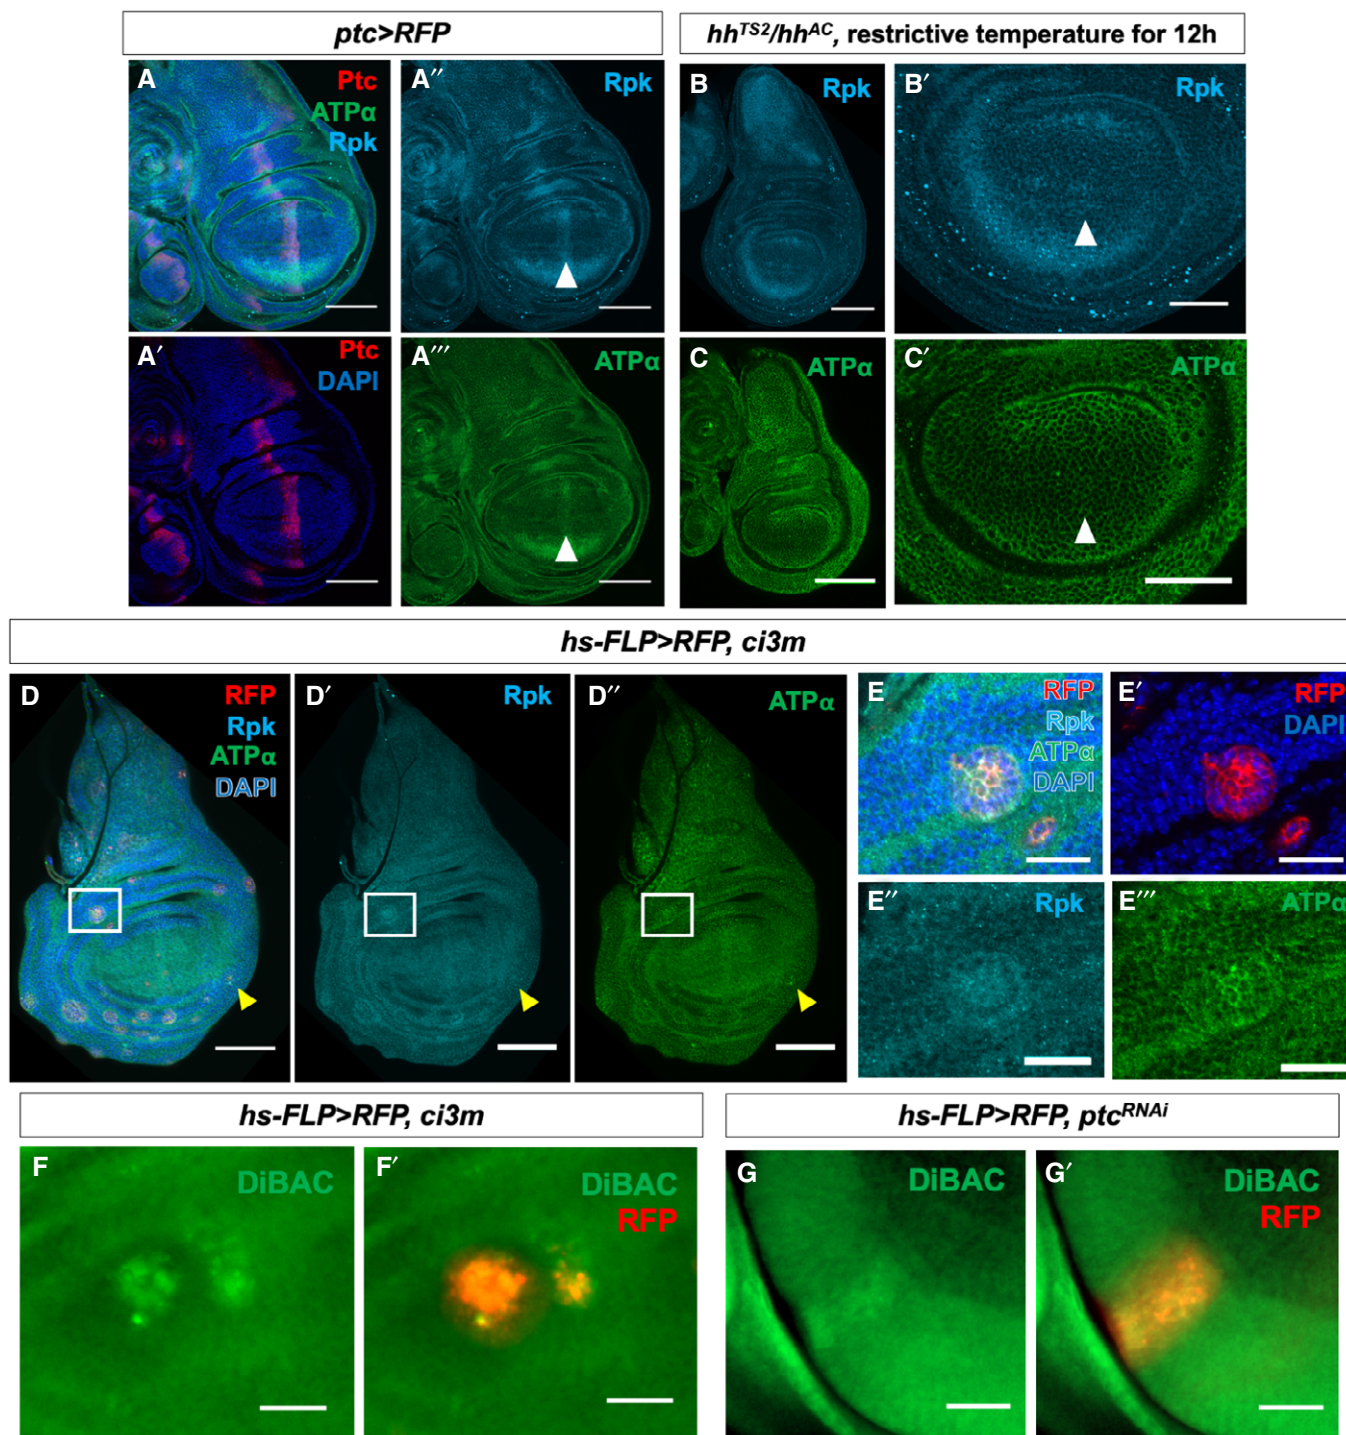 ptc>RFP
hhTS2/hhAC, restrictive temperature for 12h
A
Ptc
ATPα
Rpk
A″
Rpk
B
Rpk
B′
Rpk
A′
Ptc
DAPI
A‴
ATPα
C
ATPα
C′
ATPα
hs-FLP>RFP, ci3m
D
RFP
Rpk
ATPα
DAPI
D′
Rpk
D″
ATPα
E
RFP
Rpk
ATPα
DAPI
E′
RFP
DAPI
E″
Rpk
E‴
ATPα
hs-FLP>RFP, ci3m
hs-FLP>RFP, ptcRNAi
F
DiBAC
F′
DiBAC
RFP
G
DiBAC
G′
DiBAC
RFP